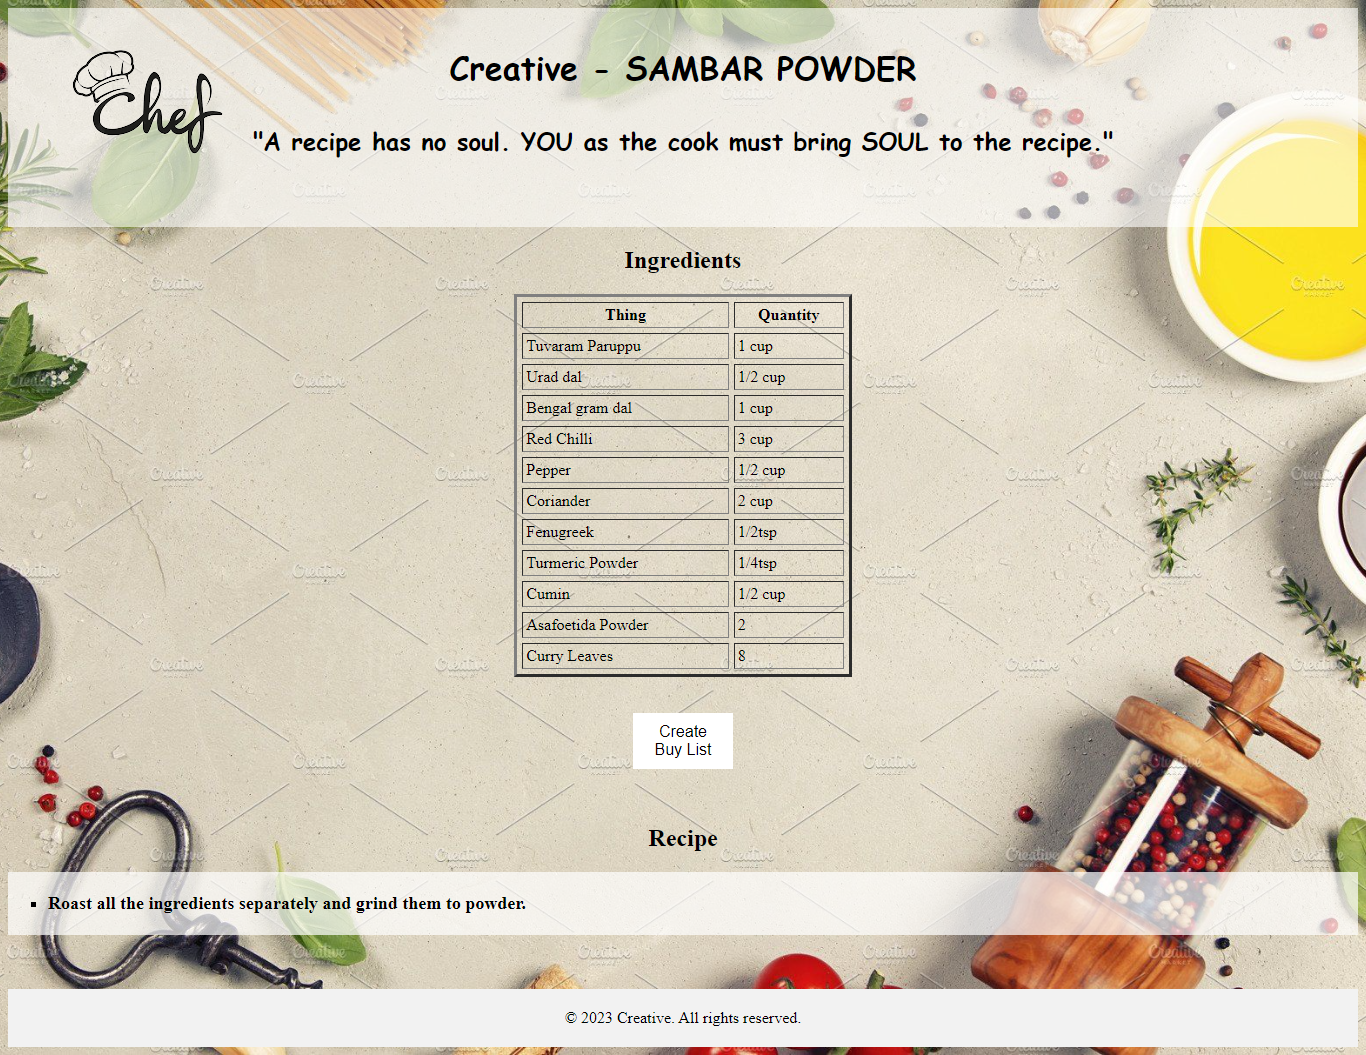 Chef
Creative - SAMBAR POWDER
"A recipe has no soul. YOU as the cook must bring SOUL to the recipe."
Ingredients
Thing Quantity
Tuvaram Paruppu 1 cup
Urad dal 1/2 cup
Bengal gram dal 1 cup
Red Chilli 3 cup
Pepper 1/2 cup
Coriander 2 cup
Fenugreek 1/2tsp
Turmeric Powder 1/4tsp
Cumin 1/2 cup
Asafoetida Powder 2
Curry Leaves 8
Create
Buy List
Recipe
Roast all the ingredients separately and grind them to powder.
© 2023 Creative. All rights reserved.